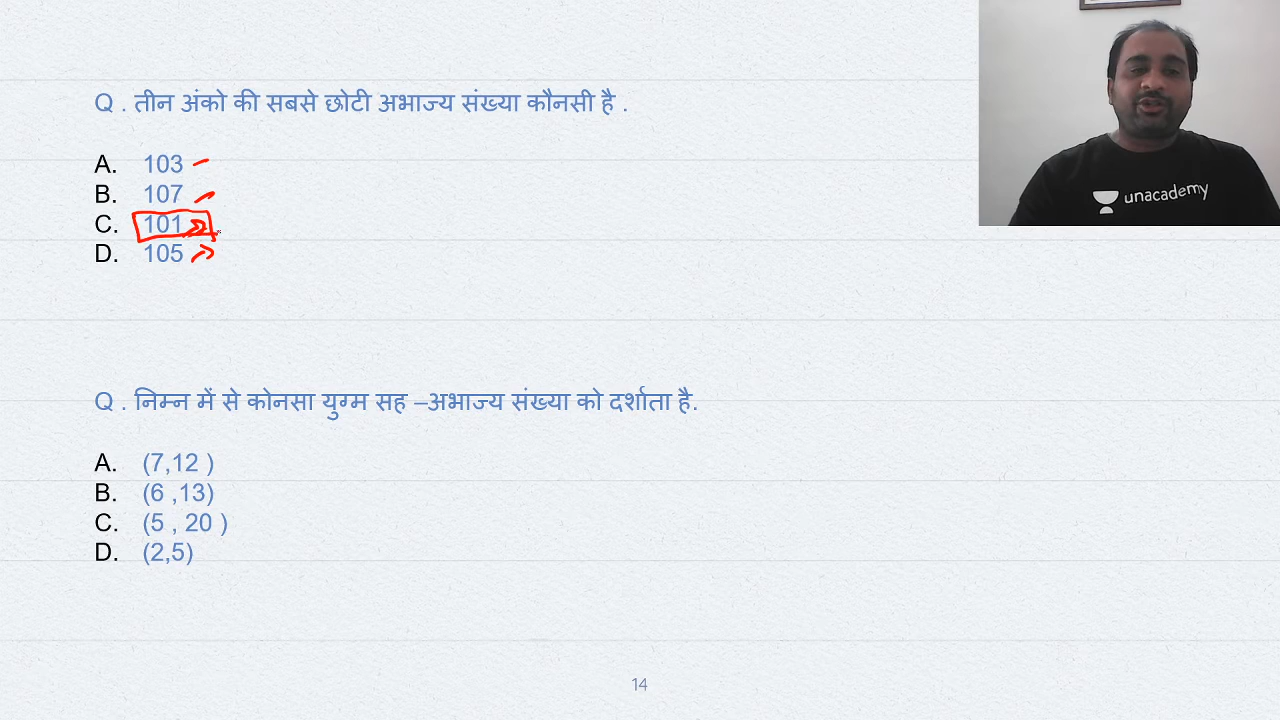 Q . तीन अंको की सबसे छोटी अभाज्य संख्या कौनसी है .
A. 103
B. 107
C. 101
D. 105
unacademy
Q . निम्न में से कोनसा युग्म सह –अभाज्य संख्या को दर्शाता है.
A. (7,12 )
B. (6 ,13)
C. (5 , 20 )
D. (2,5)
14